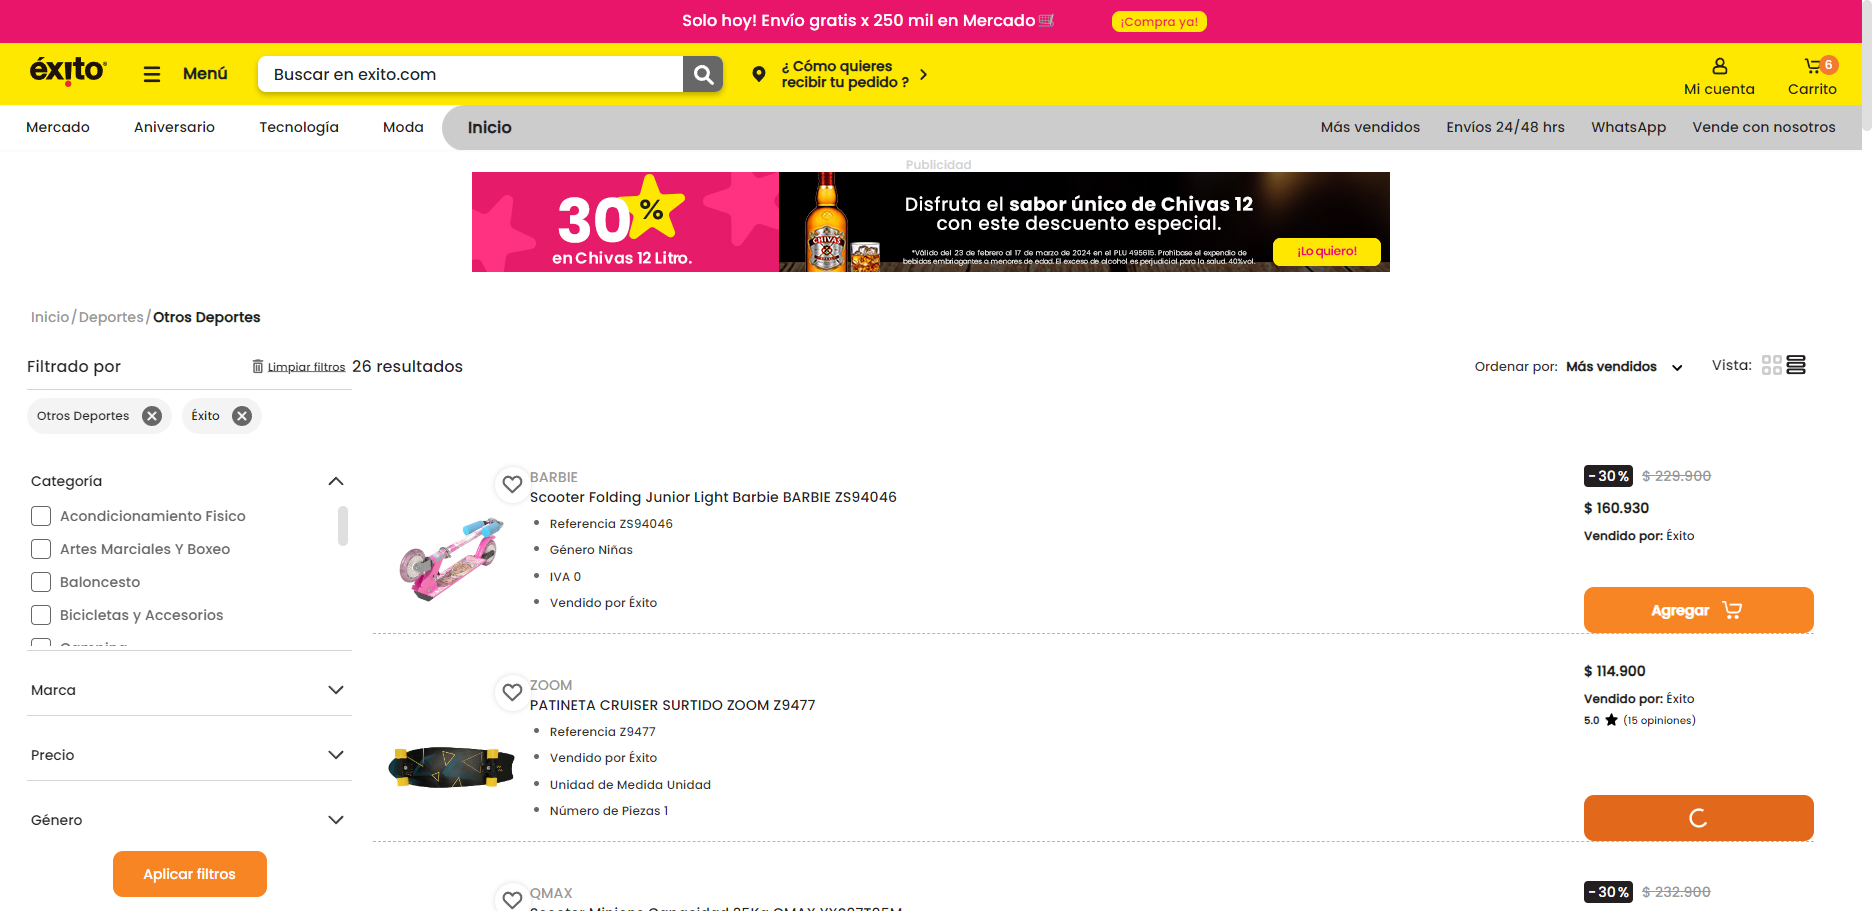 Solo hoy! Envío gratis x 250 mil en Mercado
¡Compra ya!
éxito
Menú
Buscar en exito.com
¿ Cómo quieres
recibir tu pedido ?
Mi cuenta
6
Carrito
Mercado
Aniversario
Tecnología
Moda
Inicio
Más vendidos
Envíos 24/48 hrs
WhatsApp
Vende con nosotros
Publicidad
30%
en Chivas 12 Litro.
CHIVAS
Disfruta el sabor único de Chivas 12
con este descuento especial.
*Válido del 23 de febrero al 17 de marzo de 2024 en el PLU 495615. Prohíbase el expendio de
bebidas embriagantes a menores de edad. El exceso de alcohol es perjudicial para la salud. 40%vol.
¡Lo quiero!
Inicio/Deportes/Otros Deportes
Filtrado por
Limpiar filtros
26 resultados
Ordenar por: Más vendidos
Vista:
Otros Deportes
Éxito
Categoría
Acondicionamiento Fisico
Artes Marciales Y Boxeo
Baloncesto
Bicicletas y Accesorios
Marca
Precio
Género
Aplicar filtros
BARBIE
Scooter Folding Junior Light Barbie BARBIE ZS94046
Referencia ZS94046
Género Niñas
IVA 0
Vendido por Éxito
-30% $ 229.900
$ 160.930
Vendido por: Éxito
Agregar
ZOOM
PATINETA CRUISER SURTIDO ZOOM Z9477
Referencia Z9477
Vendido por Éxito
Unidad de Medida Unidad
Número de Piezas 1
$ 114.900
Vendido por: Éxito
5.0 ★ (15 opiniones)
QMAX
-30% $ 232.900